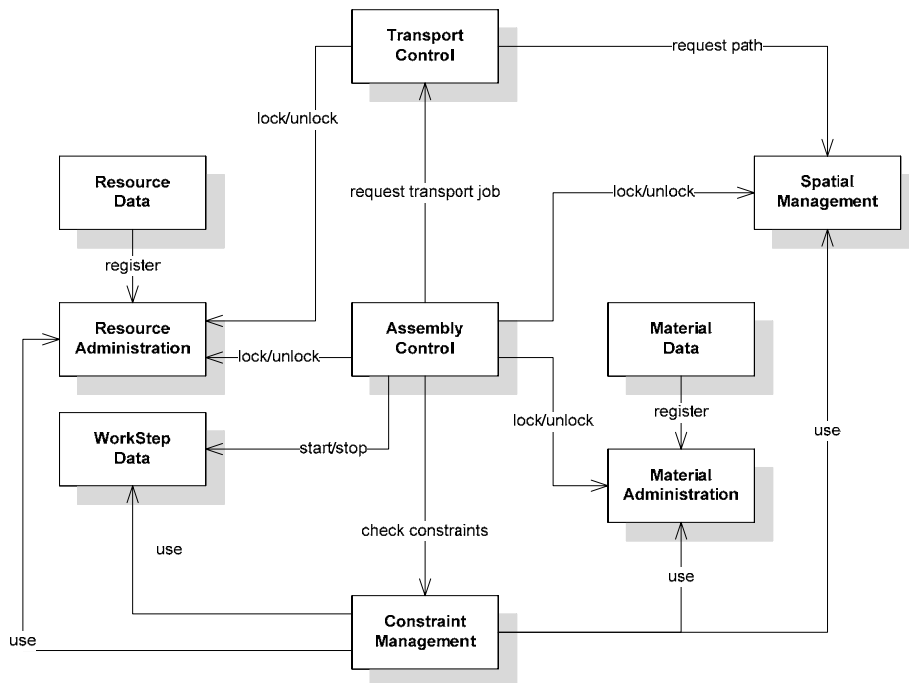 Transport
Control
request path
lock/unlock
Resource
Data
request transport job
lock/unlock
Spatial
Management
register
Resource
Administration
Assembly
Control
Material
Data
lock/unlock
register
WorkStep
Data
start/stop
lock/unlock
use
Material
Administration
check constraints
use
use
Constraint
Management
use